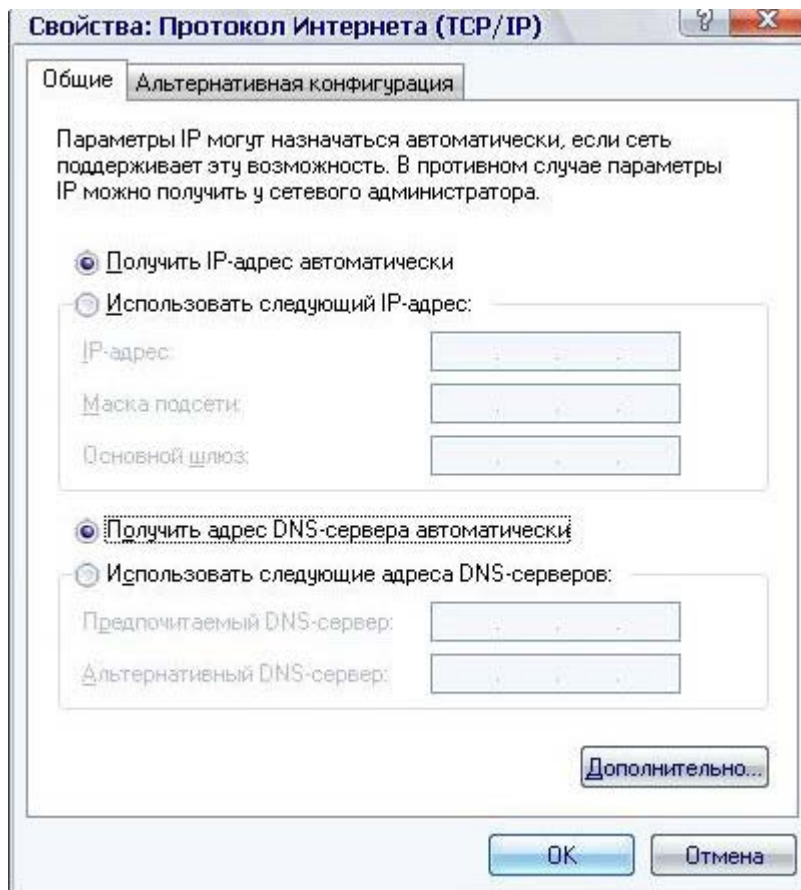 Свойства: Протокол Интернета (TCP/IP)
Общие
Альтернативная конфигурация
Параметры IP могут назначаться автоматически, если сеть
поддерживает эту возможность. В противном случае параметры
IP можно получить у сетевого администратора.
Получить IP-адрес автоматически
Использовать следующий IP-адрес:
IP-адрес:
Маска подсети:
Основной шлюз:
Получить адрес DNS-сервера автоматически
Использовать следующие адреса DNS-серверов:
Предпочитаемый DNS-сервер:
Альтернативный DNS-сервер:
Дополнительно...
OK
Отмена